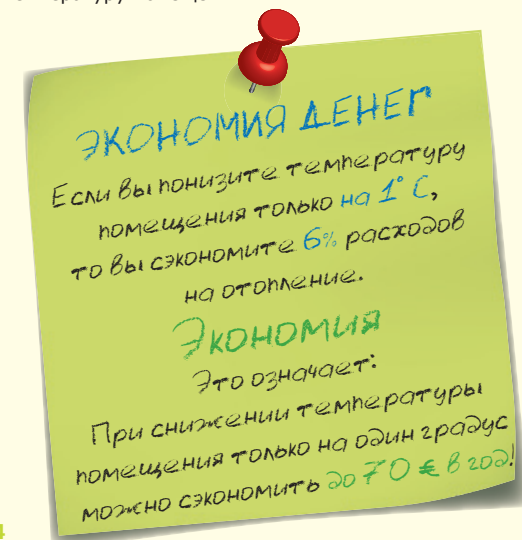 ЭКОНОМИЯ ДЕНЕГ
Если вы понизите температуру
помещения только на 1° С,
то вы сэкономите 6% расходов
на отопление.
Экономия
Это означает:
При снижении температуры
помещения только на один градус
можно сэкономить до 70 € в год!
4